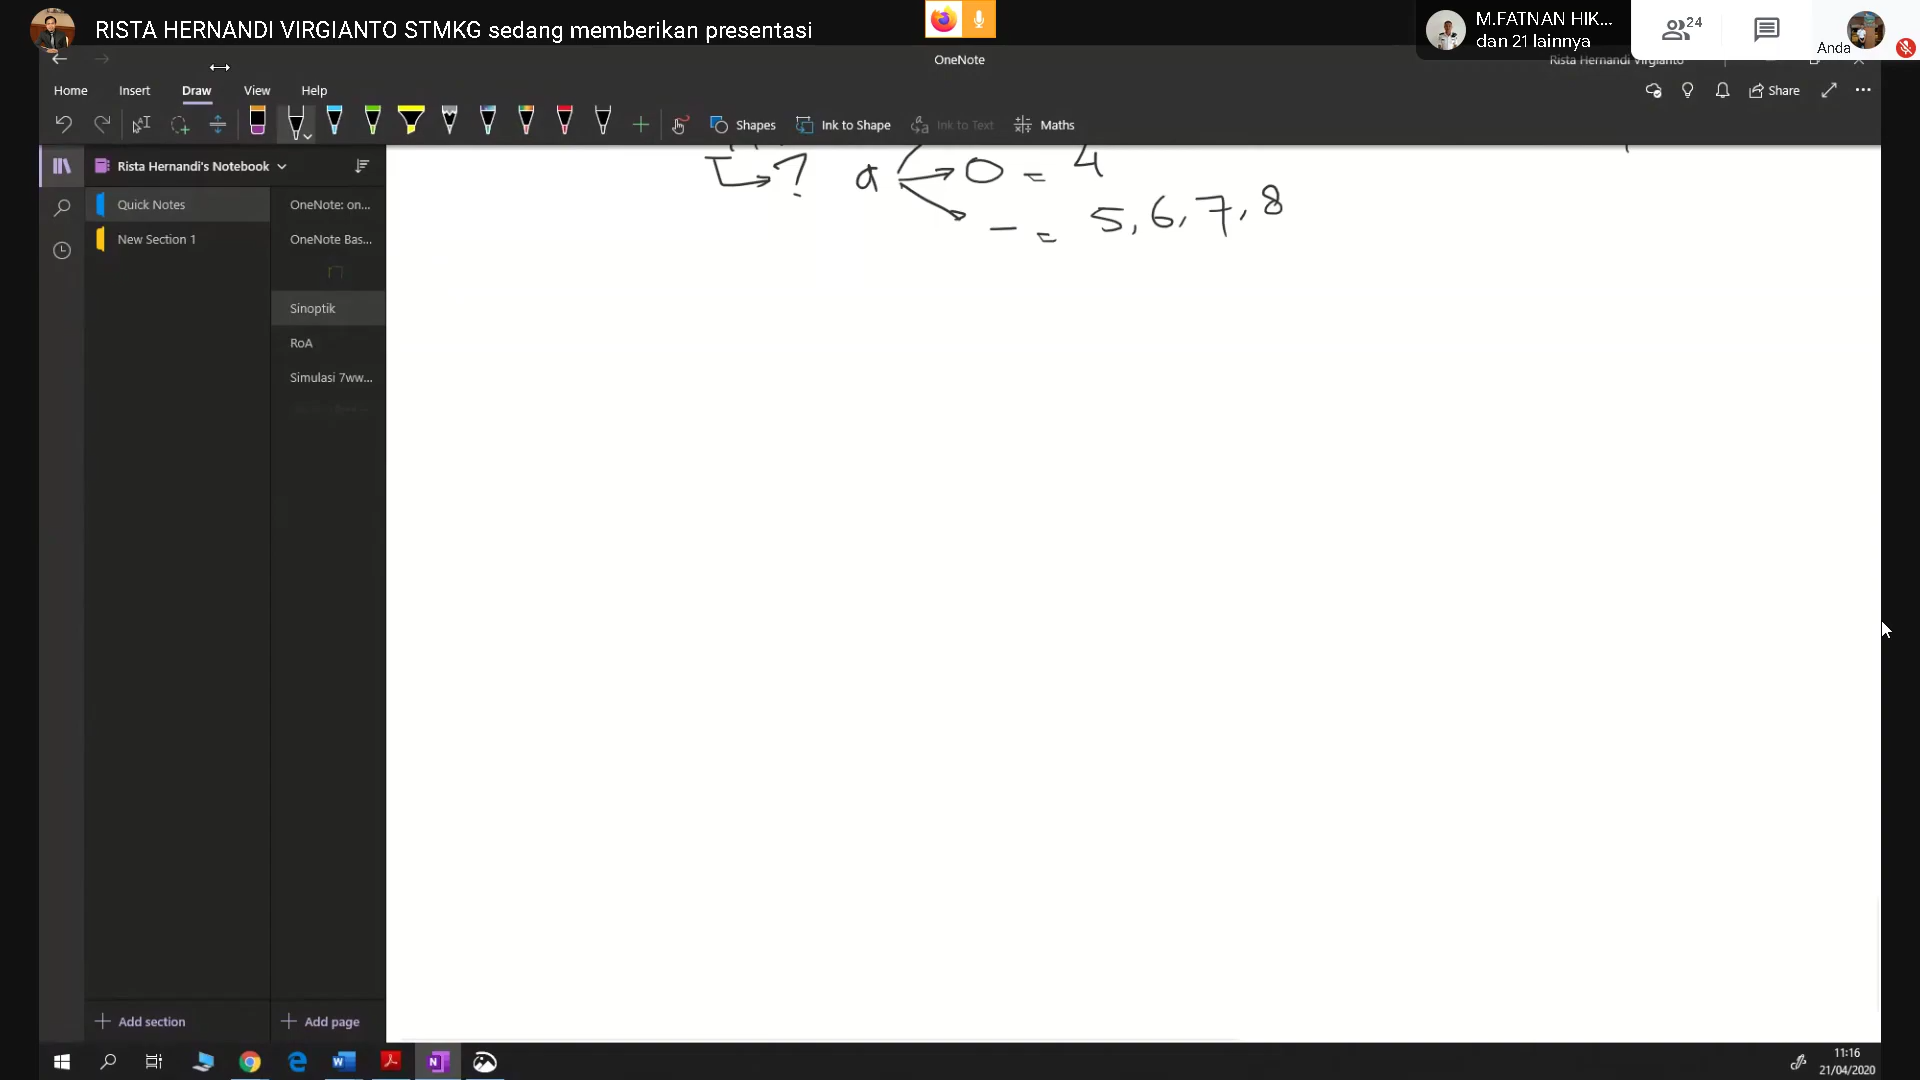 RISTA HERNANDI VIRGIANTO STMKG sedang memberikan presentasi
M.FATNAN HIK...
dan 21 lainnya
24
Anda
OneNote
Rista Hernandi Virgianto
Home Insert Draw View Help
Share
Shapes Ink to Shape Ink to Text Maths
Rista Hernandi's Notebook
Quick Notes
New Section 1
OneNote: on...
OneNote Bas...
Sinoptik
RoA
Simulasi 7ww...
? a 0 = 4
- = 5, 6, 7, 8
Add section
Add page
11:16
21/04/2020